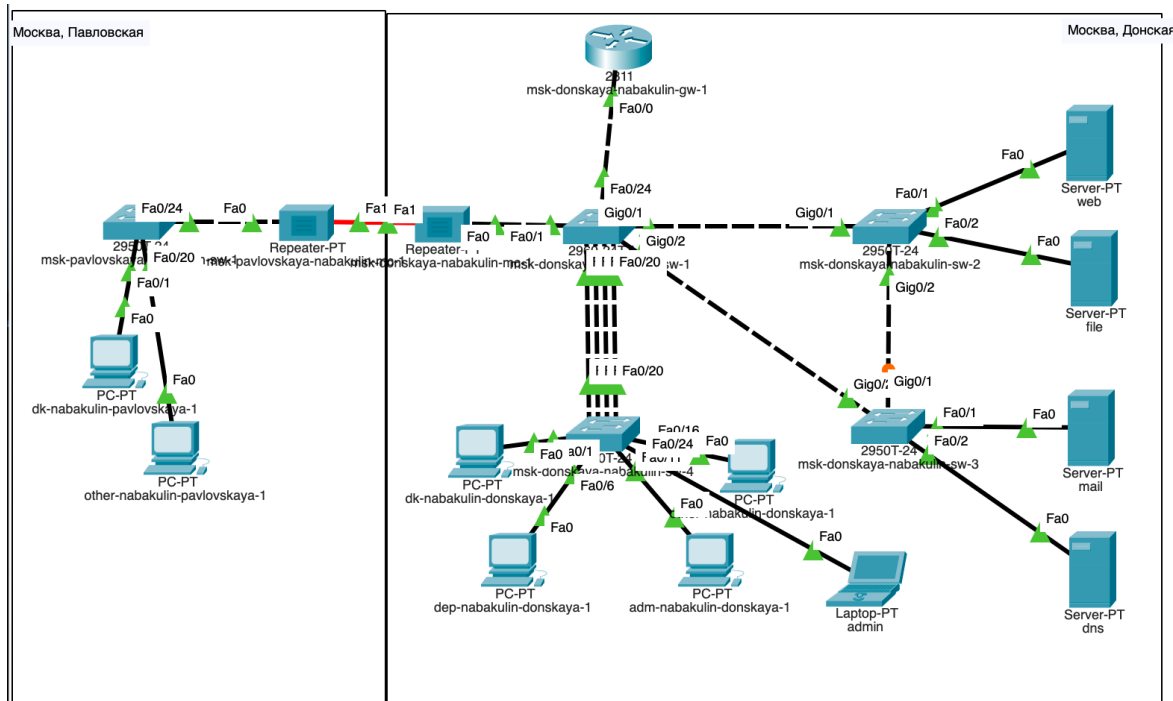 Москва, Павловская
Москва, Донская
2811
msk-donskaya-nabakulin-gw-1
Fa0/0
Fa0/24
Fa0
Server-PT
web
Fa0/1
Fa0/2
Fa0
Server-PT
file
Fa0/24
Fa0
Fa1
Fa1
Fa0
Fa0/1
Gig0/1
Gig0/2
Gig0/1
2950T-24
msk-donskaya-nabakulin-sw-2
Gig0/2
Repeater-PT
Fa0/20
Fa0/20
Fa0/1
Fa0
PC-PT
dk-nabakulin-pavlovskaya-1
Fa0
PC-PT
other-nabakulin-pavlovskaya-1
Fa0/20
Gig0/1
Fa0/1
Fa0
Server-PT
mail
Fa0/2
2950T-24
msk-donskaya-nabakulin-sw-3
Fa0
Server-PT
dns
Fa0
Fa0/24
Fa0
PC-PT
dk-nabakulin-donskaya-1
PC-PT
Fa0/6
Fa0
PC-PT
dep-nabakulin-donskaya-1
Fa0
PC-PT
adm-nabakulin-donskaya-1
Fa0
Laptop-PT
admin